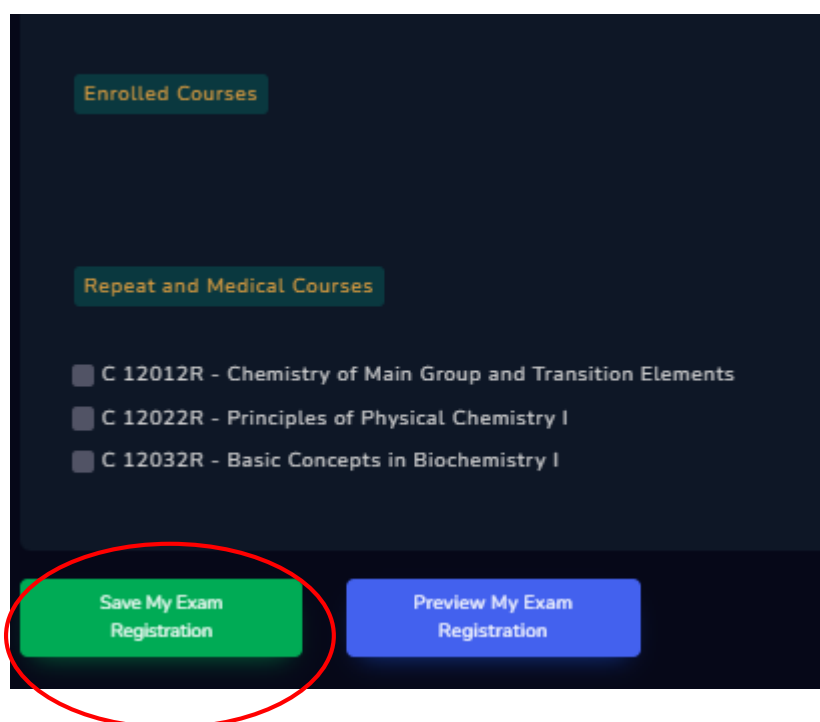 Enrolled Courses
Repeat and Medical Courses
C 12012R - Chemistry of Main Group and Transition Elements
C 12022R - Principles of Physical Chemistry I
C 12032R - Basic Concepts in Biochemistry I
Save My Exam
Registration
Preview My Exam
Registration